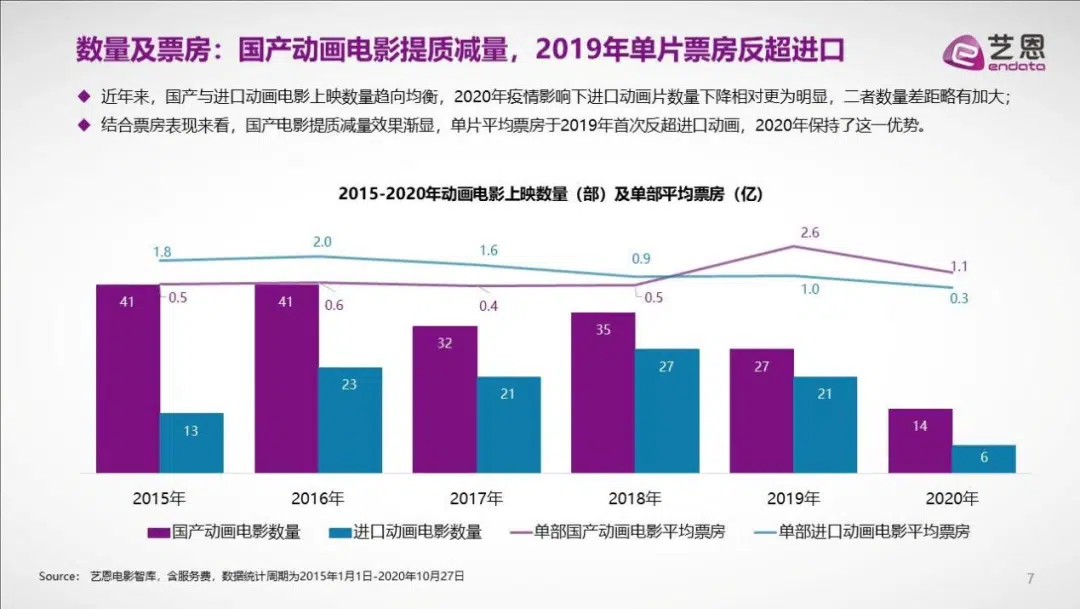 数量及票房：国产动画电影提质减量，2019年单片票房反超进口
艺恩
endata
◆ 近年来，国产与进口动画电影上映数量趋向均衡，2020年疫情影响下进口动画片数量下降相对更为明显，二者数量差距略有加大；
◆ 结合票房表现来看，国产电影提质减量效果渐显，单片平均票房于2019年首次反超进口动画，2020年保持了这一优势。
2015-2020年动画电影上映数量（部）及单部平均票房（亿）
1.8 2.0 1.6 0.9 2.6 1.1
0.5 0.6 0.4 0.5 1.0 0.3
41 41 32 35 27 14
13 23 21 27 21 6
2015年 2016年 2017年 2018年 2019年 2020年
国产动画电影数量 进口动画电影数量 单部国产动画电影平均票房 单部进口动画电影平均票房
Source： 艺恩电影智库，含服务费，数据统计周期为2015年1月1日-2020年10月27日
7